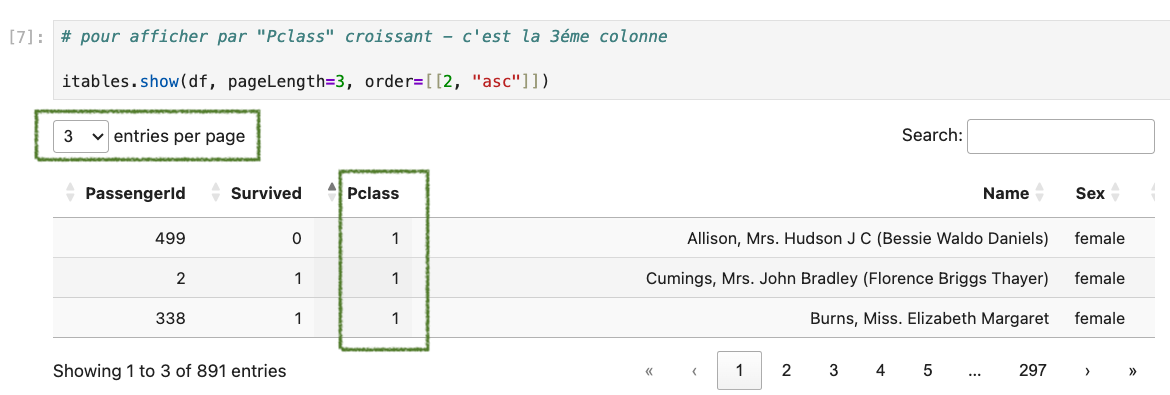 [7]: # pour afficher par "Pclass" croissant – c'est la 3éme colonne
itables.show(df, pageLength=3, order=[[2, "asc"]])
3 entries per page Search:
PassengerId Survived Pclass Name Sex
499 0 1 Allison, Mrs. Hudson J C (Bessie Waldo Daniels) female
2 1 1 Cumings, Mrs. John Bradley (Florence Briggs Thayer) female
338 1 1 Burns, Miss. Elizabeth Margaret female
Showing 1 to 3 of 891 entries « ‹ 1 2 3 4 5 ... 297 › »